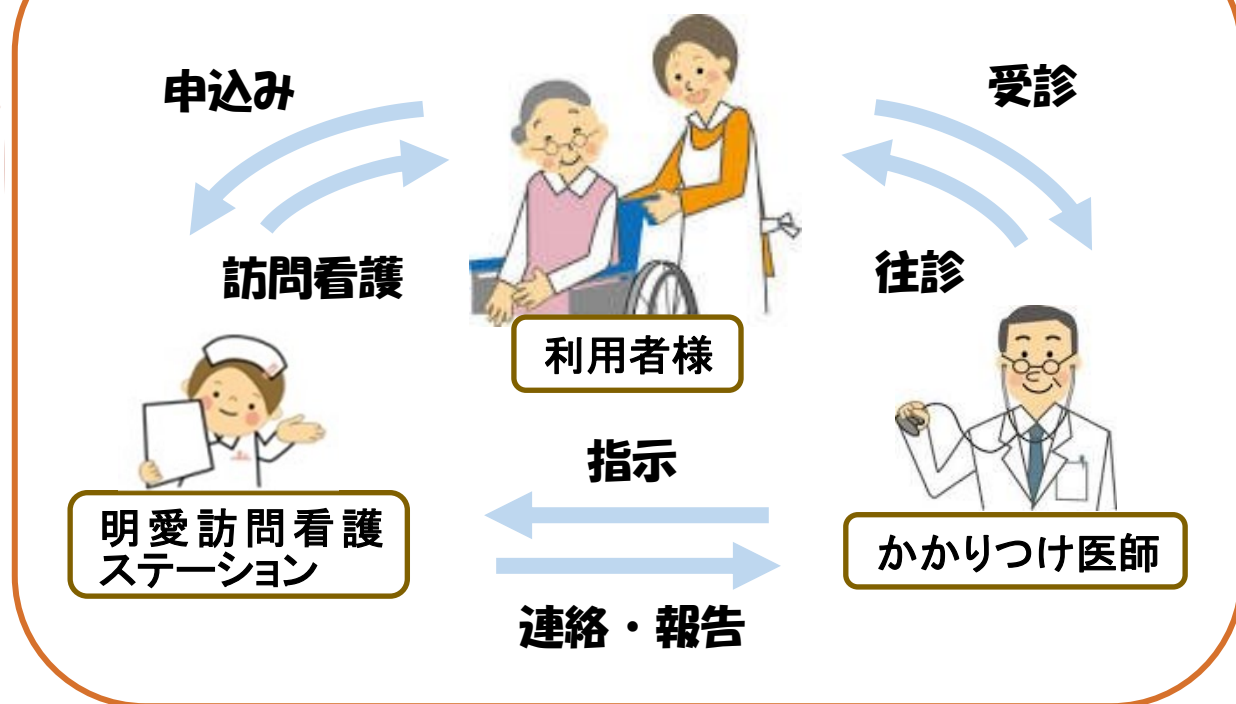 申込み
受診
訪問看護
往診
利用者様
指示
明愛訪問看護
ステーション
かかりつけ医師
連絡・報告